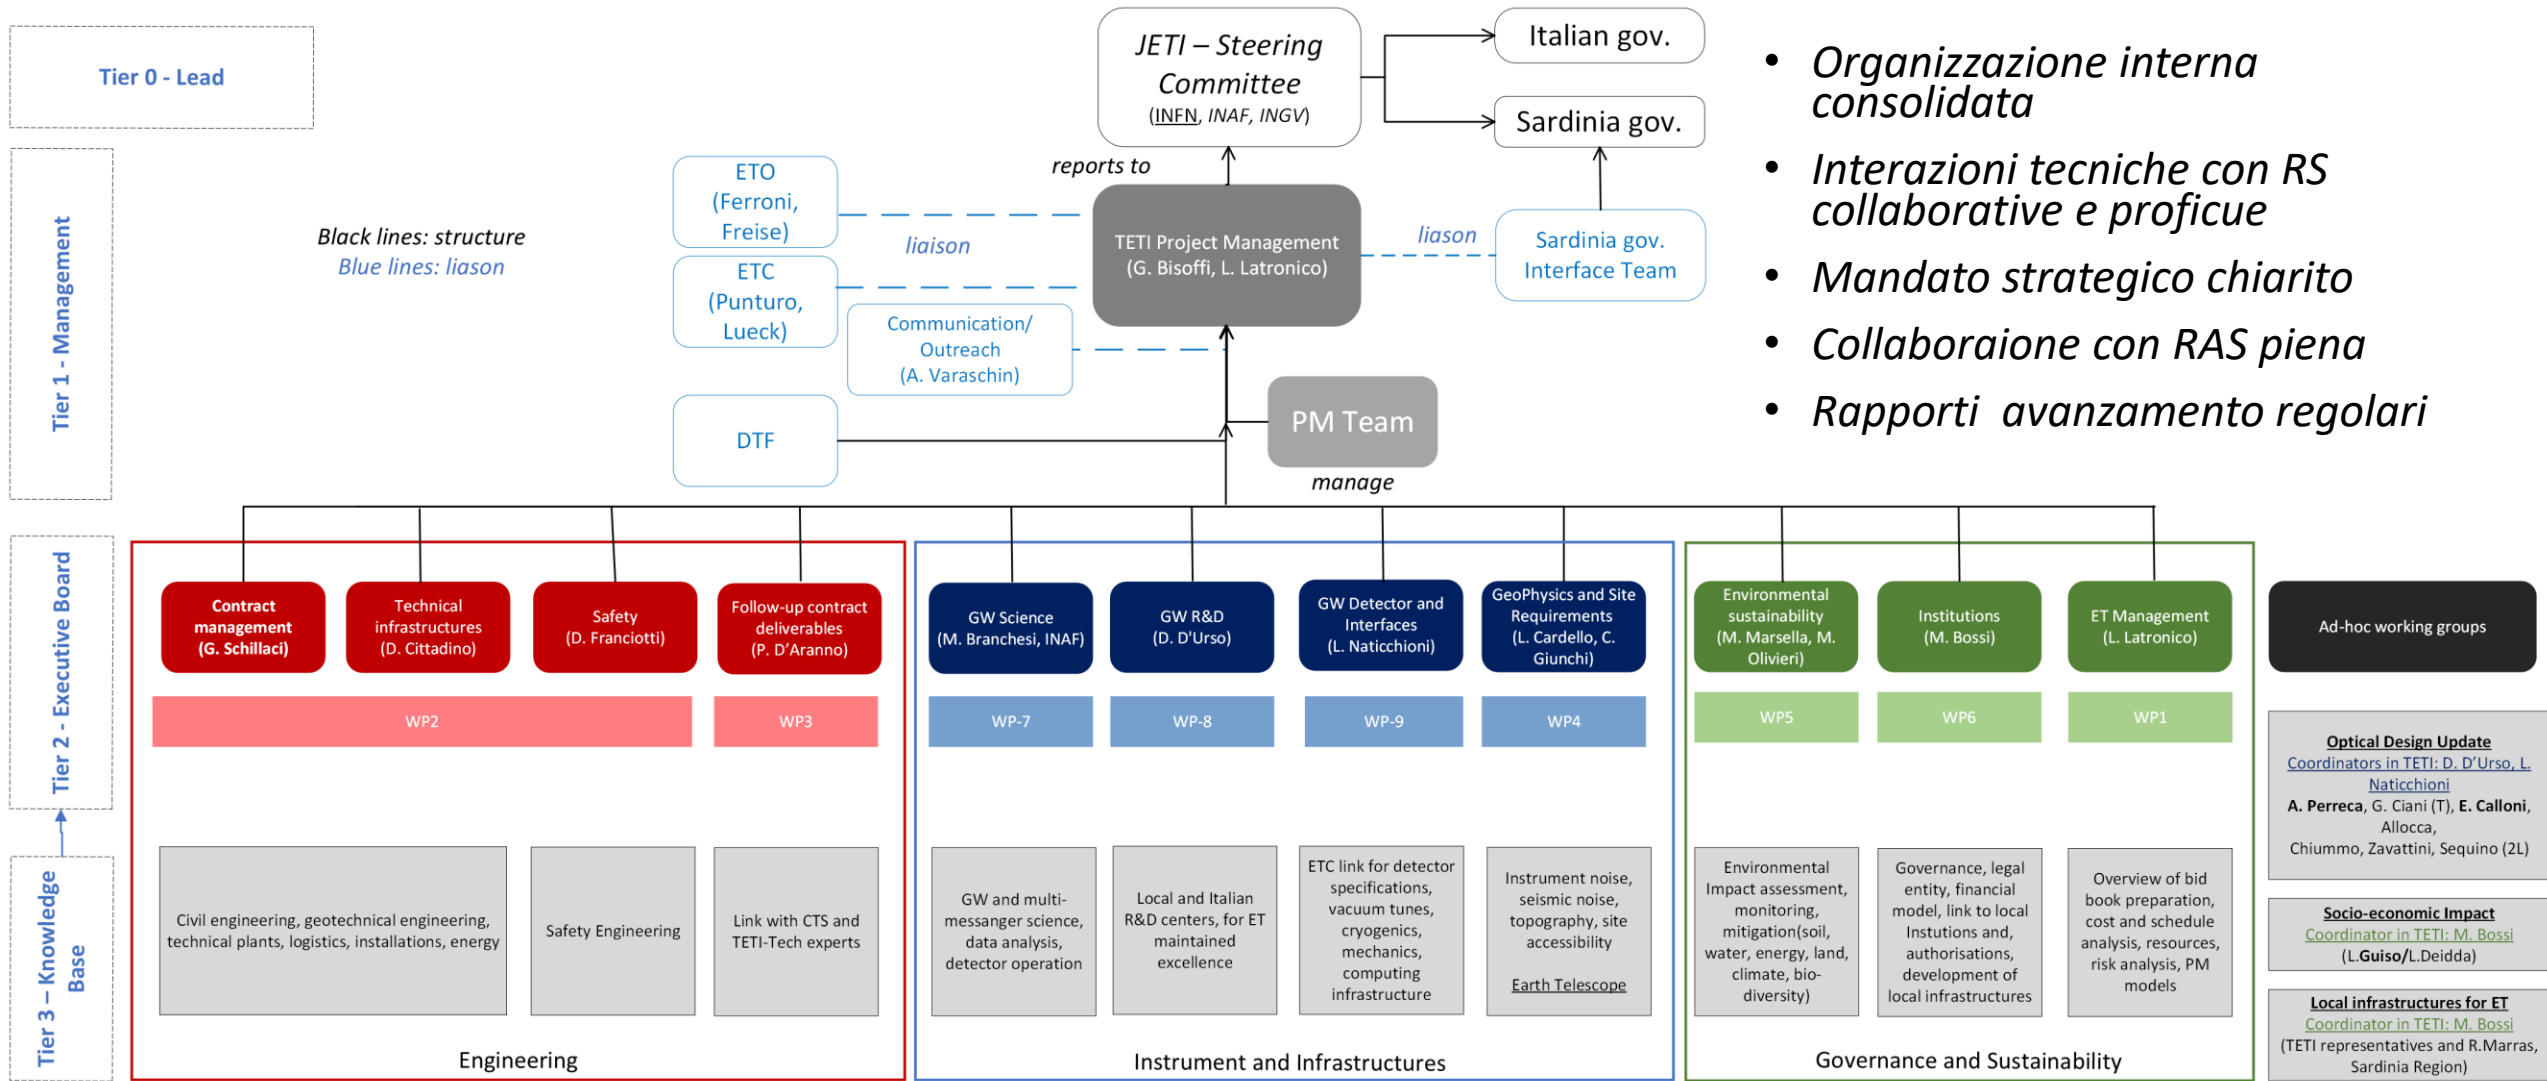 Tier 0 - Lead
JETI – Steering
Committee
(INFN, INAF, INGV)
Italian gov.
Sardinia gov.
• Organizzazione interna
consolidata
• Interazioni tecniche con RS
collaborative e proficue
• Mandato strategico chiarito
• Collaboraione con RAS piena
• Rapporti  avanzamento regolari
Tier 1 - Management
Black lines: structure
Blue lines: liason
ETO
(Ferroni,
Freise)
ETC
(Punturo,
Lueck)
liaison
reports to
TETI Project Management
(G. Bisoffi, L. Latronico)
liason
Sardinia gov.
Interface Team
Communication/
Outreach
(A. Varaschin)
DTF
PM Team
manage
Tier 2 - Executive Board
Contract
management
(G. Schillaci)
Technical
infrastructures
(D. Cittadino)
Safety
(D. Franciotti)
Follow-up contract
deliverables
(P. D’Aranno)
GW Science
(M. Branchesi, INAF)
GW R&D
(D. D'Urso)
GW Detector and
Interfaces
(L. Naticchioni)
GeoPhysics and Site
Requirements
(L. Cardello, C.
Giunchi)
Environmental
sustainability
(M. Marsella, M.
Olivieri)
Institutions
(M. Bossi)
ET Management
(L. Latronico)
Ad-hoc working groups
WP2
WP3
WP-7
WP-8
WP-9
WP4
WP5
WP6
WP1
Optical Design Update
Coordinators in TETI: D. D’Urso, L.
Naticchioni
A. Perreca, G. Ciani (T), E. Calloni,
Allocca,
Chiummo, Zavattini, Sequino (2L)
Tier 3 – Knowledge
Base
Civil engineering, geotechnical engineering,
technical plants, logistics, installations, energy
Safety Engineering
Link with CTS and
TETI-Tech experts
GW and multi-
messanger science,
data analysis,
detector operation
Local and Italian
R&D centers, for ET
maintained
excellence
ETC link for detector
specifications,
vacuum tunes,
cryogenics,
mechanics,
computing
infrastructure
Instrument noise,
seismic noise,
topography, site
accessibility
Earth Telescope
Environmental
Impact assessment,
monitoring,
mitigation(soil,
water, energy, land,
climate, bio-
diversity)
Governance, legal
entity, financial
model, link to local
Instutions and,
authorisations,
development of
local infrastructures
Overview of bid
book preparation,
cost and schedule
analysis, resources,
risk analysis, PM
models
Socio-economic Impact
Coordinator in TETI: M. Bossi
(L.Guiso/L.Deidda)
Local infrastructures for ET
Coordinator in TETI: M. Bossi
(TETI representatives and R.Marras,
Sardinia Region)
Engineering
Instrument and Infrastructures
Governance and Sustainability